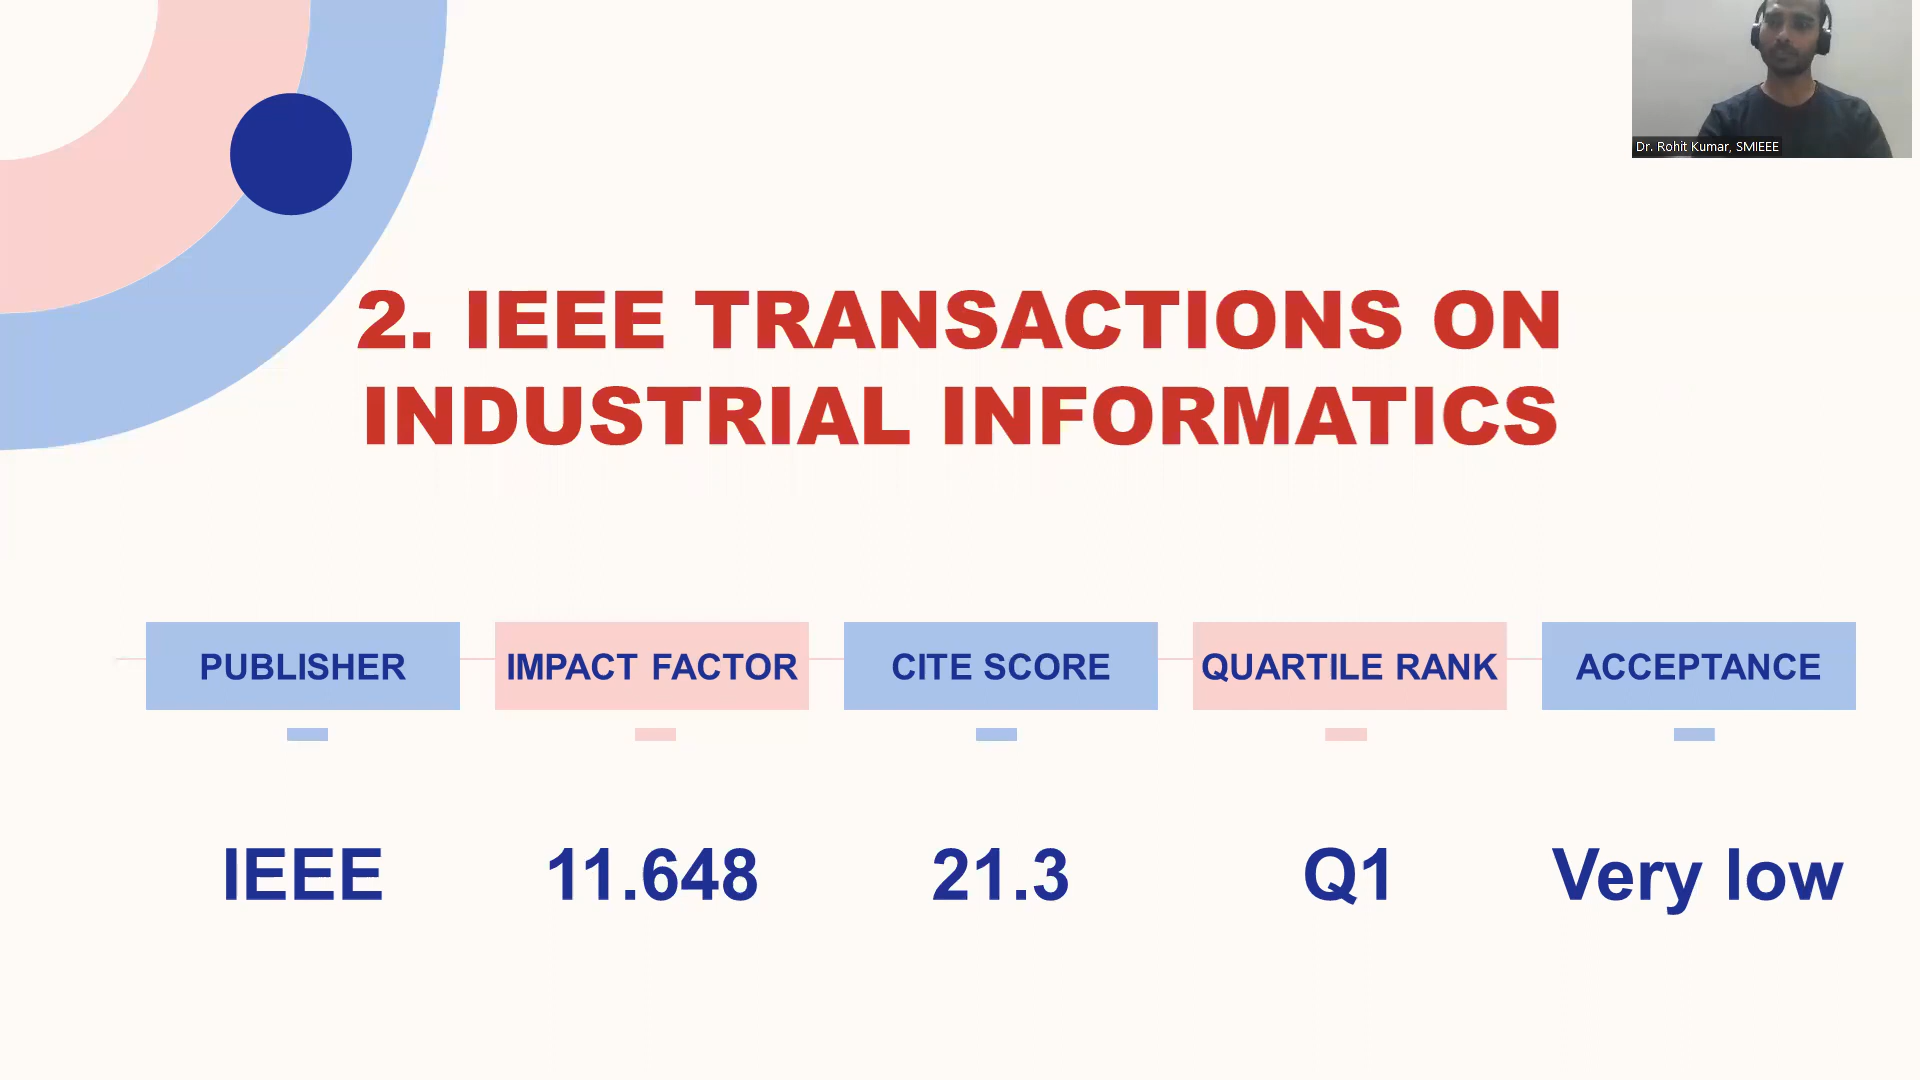 Dr. Rohit Kumar, SMIEEE
2. IEEE TRANSACTIONS ON
INDUSTRIAL INFORMATICS
PUBLISHER
IMPACT FACTOR
CITE SCORE
QUARTILE RANK
ACCEPTANCE
IEEE
11.648
21.3
Q1
Very low